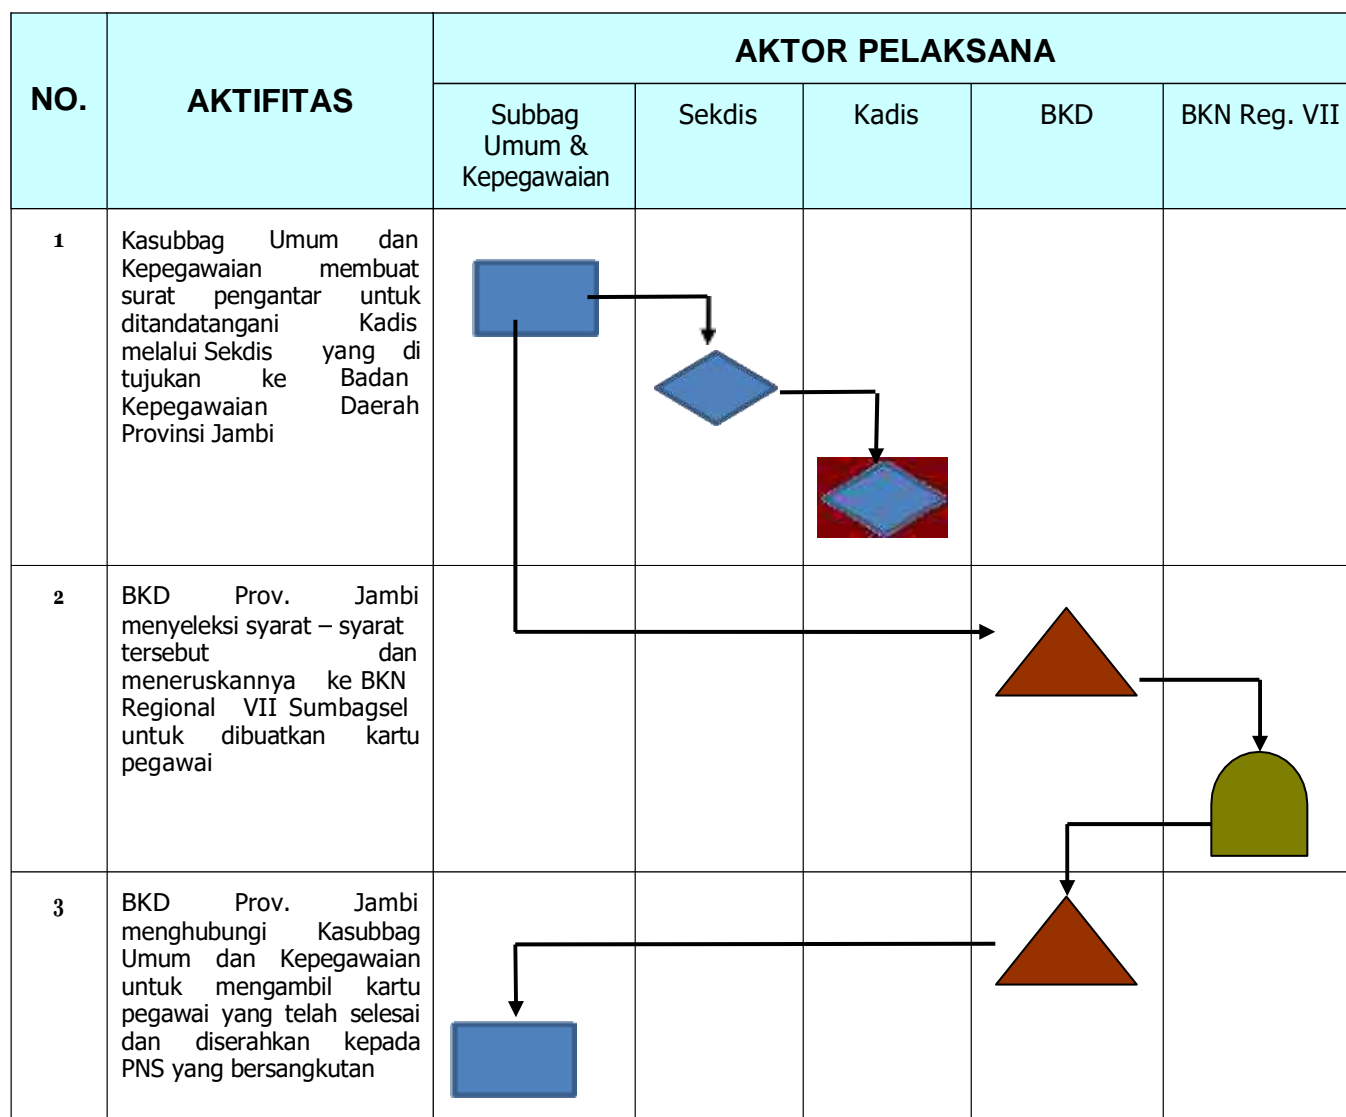 NO.
AKTIFITAS
AKTOR PELAKSANA
Subbag
Umum &
Kepegawaian
Sekdis
Kadis
BKD
BKN Reg. VII
1
Kasubbag Umum dan
Kepegawaian membuat
surat pengantar untuk
ditandatangani Kadis
melalui Sekdis yang di
tujukan ke Badan
Kepegawaian Daerah
Provinsi Jambi
2
BKD Prov. Jambi
menyeleksi syarat – syarat
tersebut dan
meneruskannya ke BKN
Regional VII Sumbagsel
untuk dibuatkan kartu
pegawai
3
BKD Prov. Jambi
menghubungi Kasubbag
Umum dan Kepegawaian
untuk mengambil kartu
pegawai yang telah selesai
dan diserahkan kepada
PNS yang bersangkutan